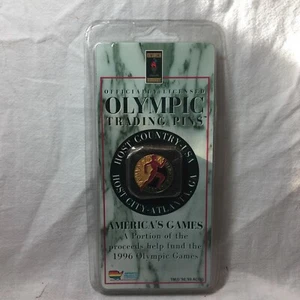 OFFICIALLY LICENSED
OLYMPIC
TRADING PINS
HOST COUNTRY-USA
HOST CITY-ATLANTA, GA
AMERICA'S GAMES
A Portion of the
proceeds help fund the
1996 Olympic Games